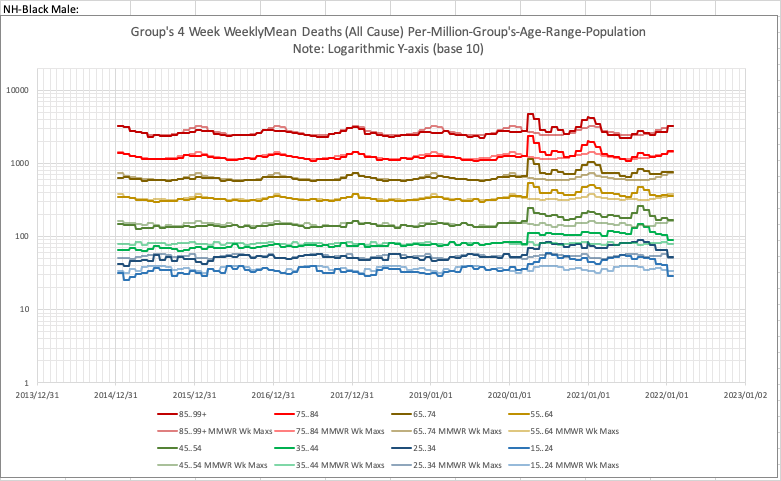 NH-Black Male:
Group's 4 Week WeeklyMean Deaths (All Cause) Per-Million-Group's-Age-Range-Population
Note: Logarithmic Y-axis (base 10)
10000
1000
100
10
1
2013/12/31 2014/12/31 2015/12/31 2016/12/31 2017/12/31 2019/01/01 2020/01/01 2021/01/01 2022/01/01 2023/01/02
85..99+ 75..84 65..74 55..64
85..99+ MMWR Wk Maxs 75..84 MMWR Wk Maxs 65..74 MMWR Wk Maxs 55..64 MMWR Wk Maxs
45..54 35..44 25..34 15..24
45..54 MMWR Wk Maxs 35..44 MMWR Wk Maxs 25..34 MMWR Wk Maxs 15..24 MMWR Wk Maxs